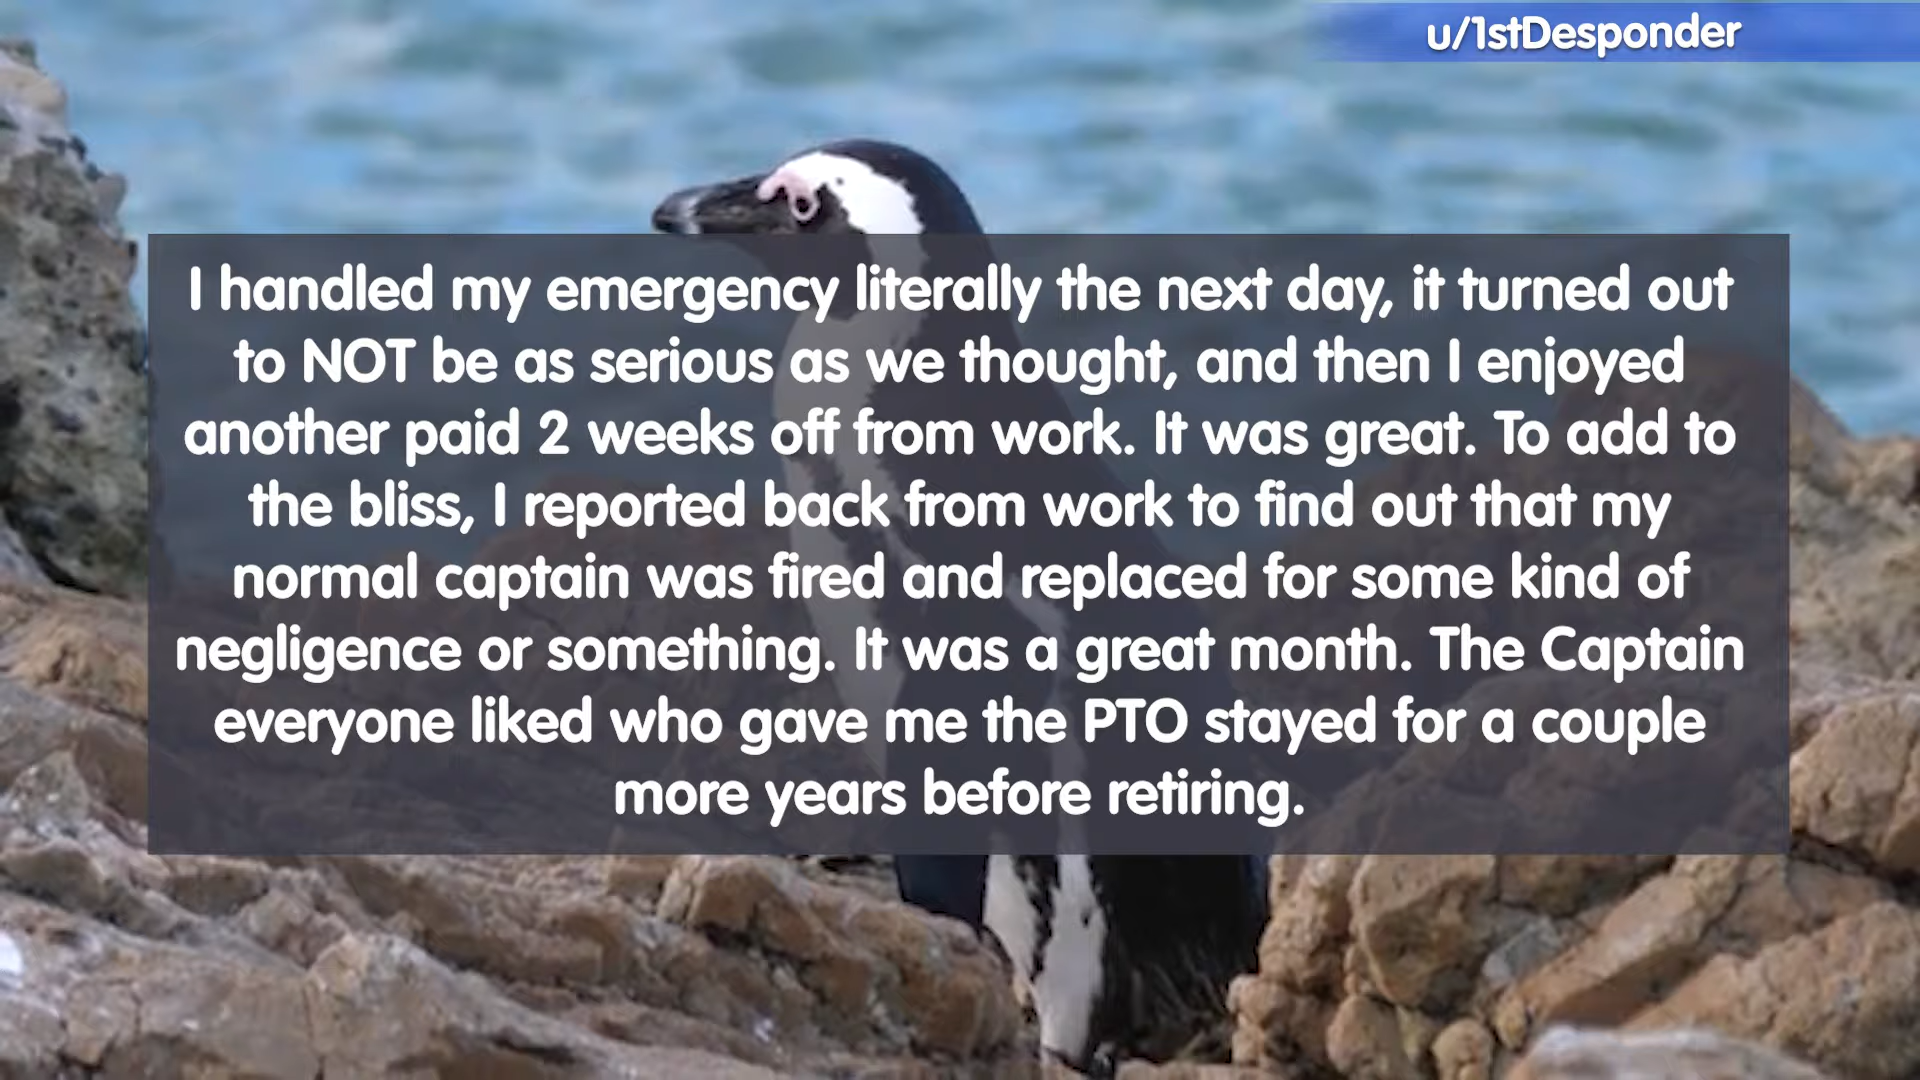 u/1stDesponder
I handled my emergency literally the next day, it turned out
to NOT be as serious as we thought, and then I enjoyed
another paid 2 weeks off from work. It was great. To add to
the bliss, I reported back from work to find out that my
normal captain was fired and replaced for some kind of
negligence or something. It was a great month. The Captain
everyone liked who gave me the PTO stayed for a couple
more years before retiring.